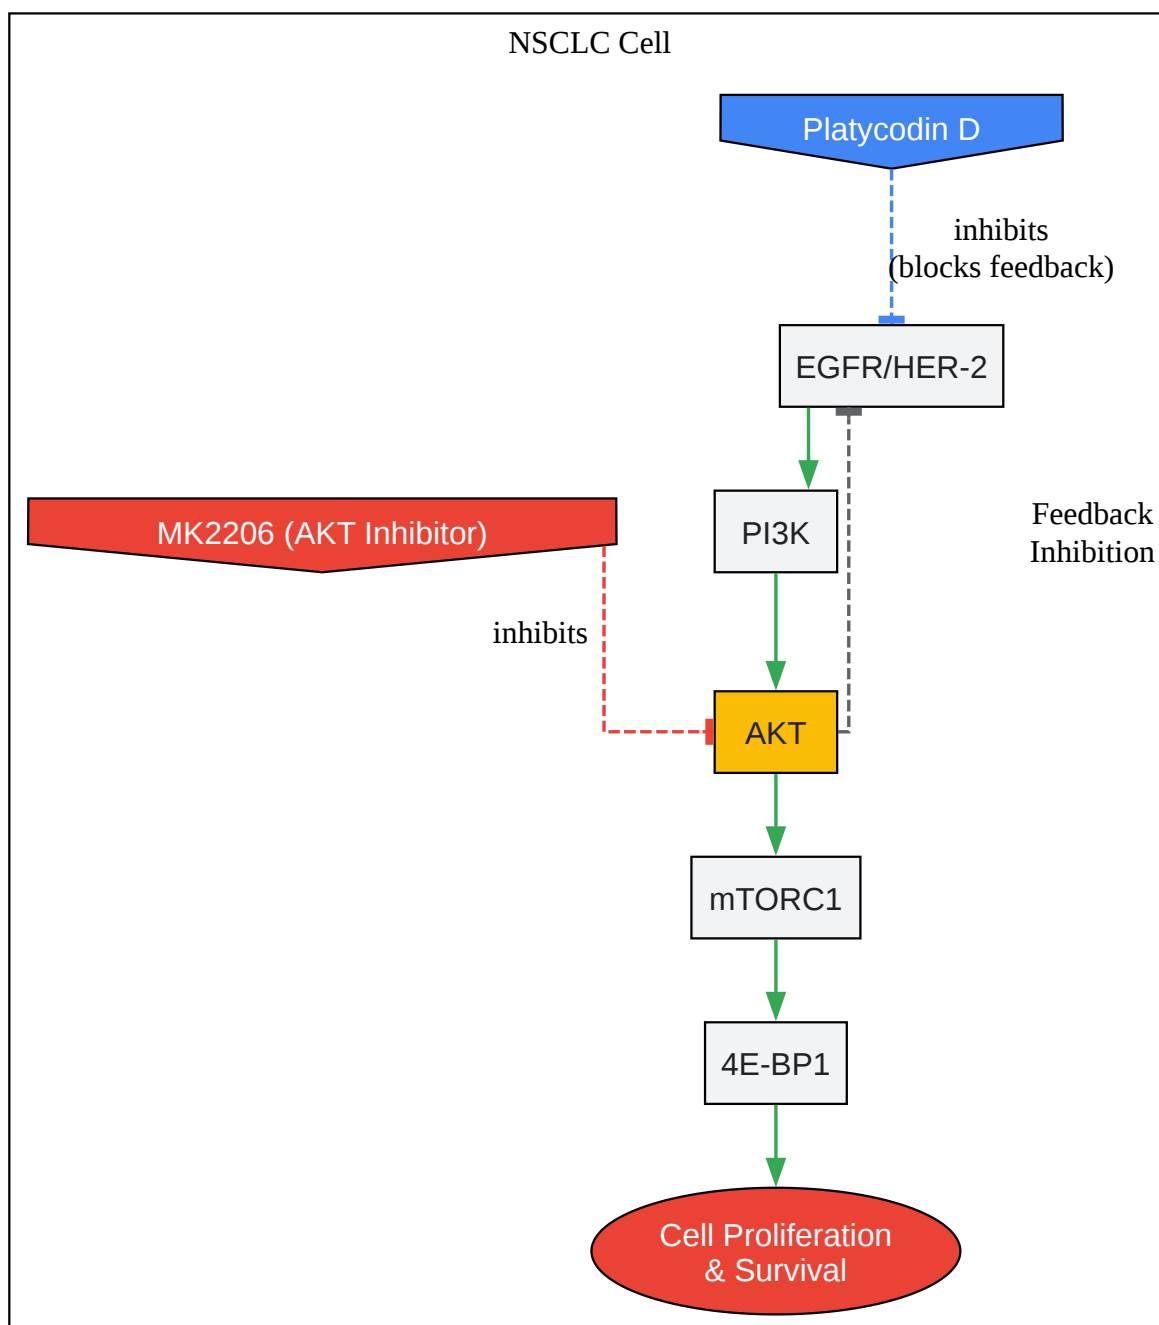 NSCLC Cell
Platycodin D
inhibits
(blocks feedback)
EGFR/HER-2
MK2206 (AKT Inhibitor)
PI3K
Feedback
Inhibition
inhibits
AKT
mTORC1
4E-BP1
Cell Proliferation
& Survival